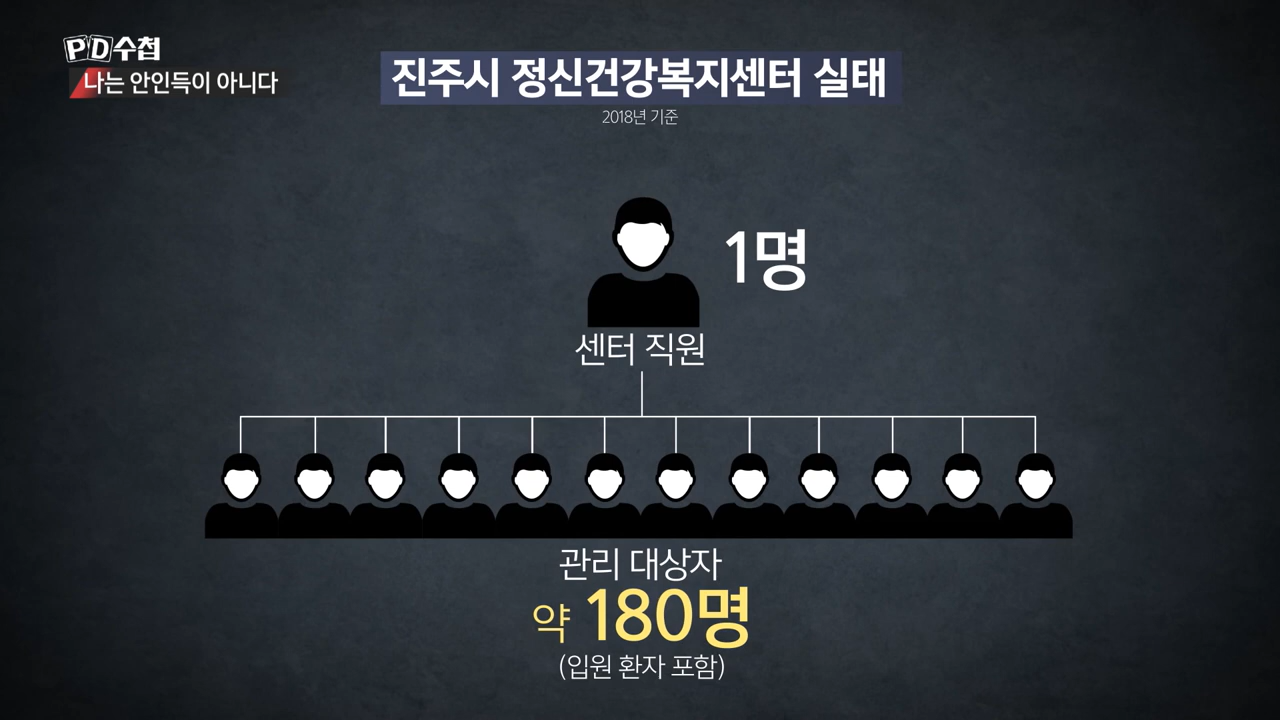 PD수첩
나는 안인득이 아니다
진주시 정신건강복지센터 실태
2018년 기준
1명
센터 직원
관리 대상자
약 180명
(입원 환자 포함)